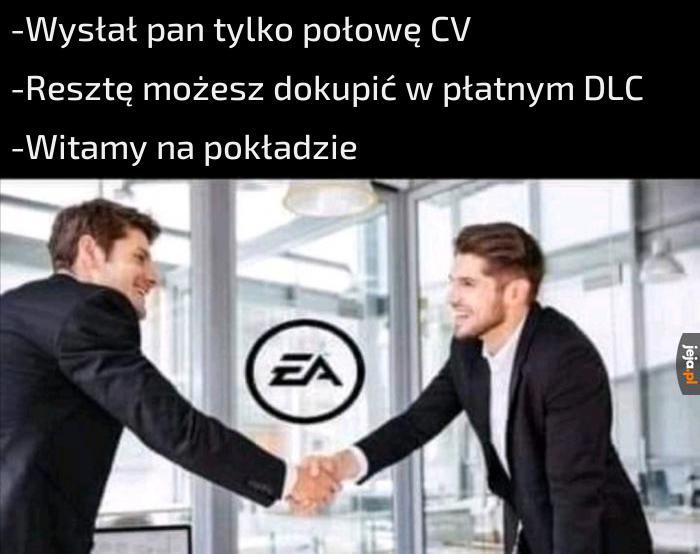 -Wysłał pan tylko połowę CV
-Resztę możesz dokupić w płatnym DLC
-Witamy na pokładzie
EA
jeja.pl